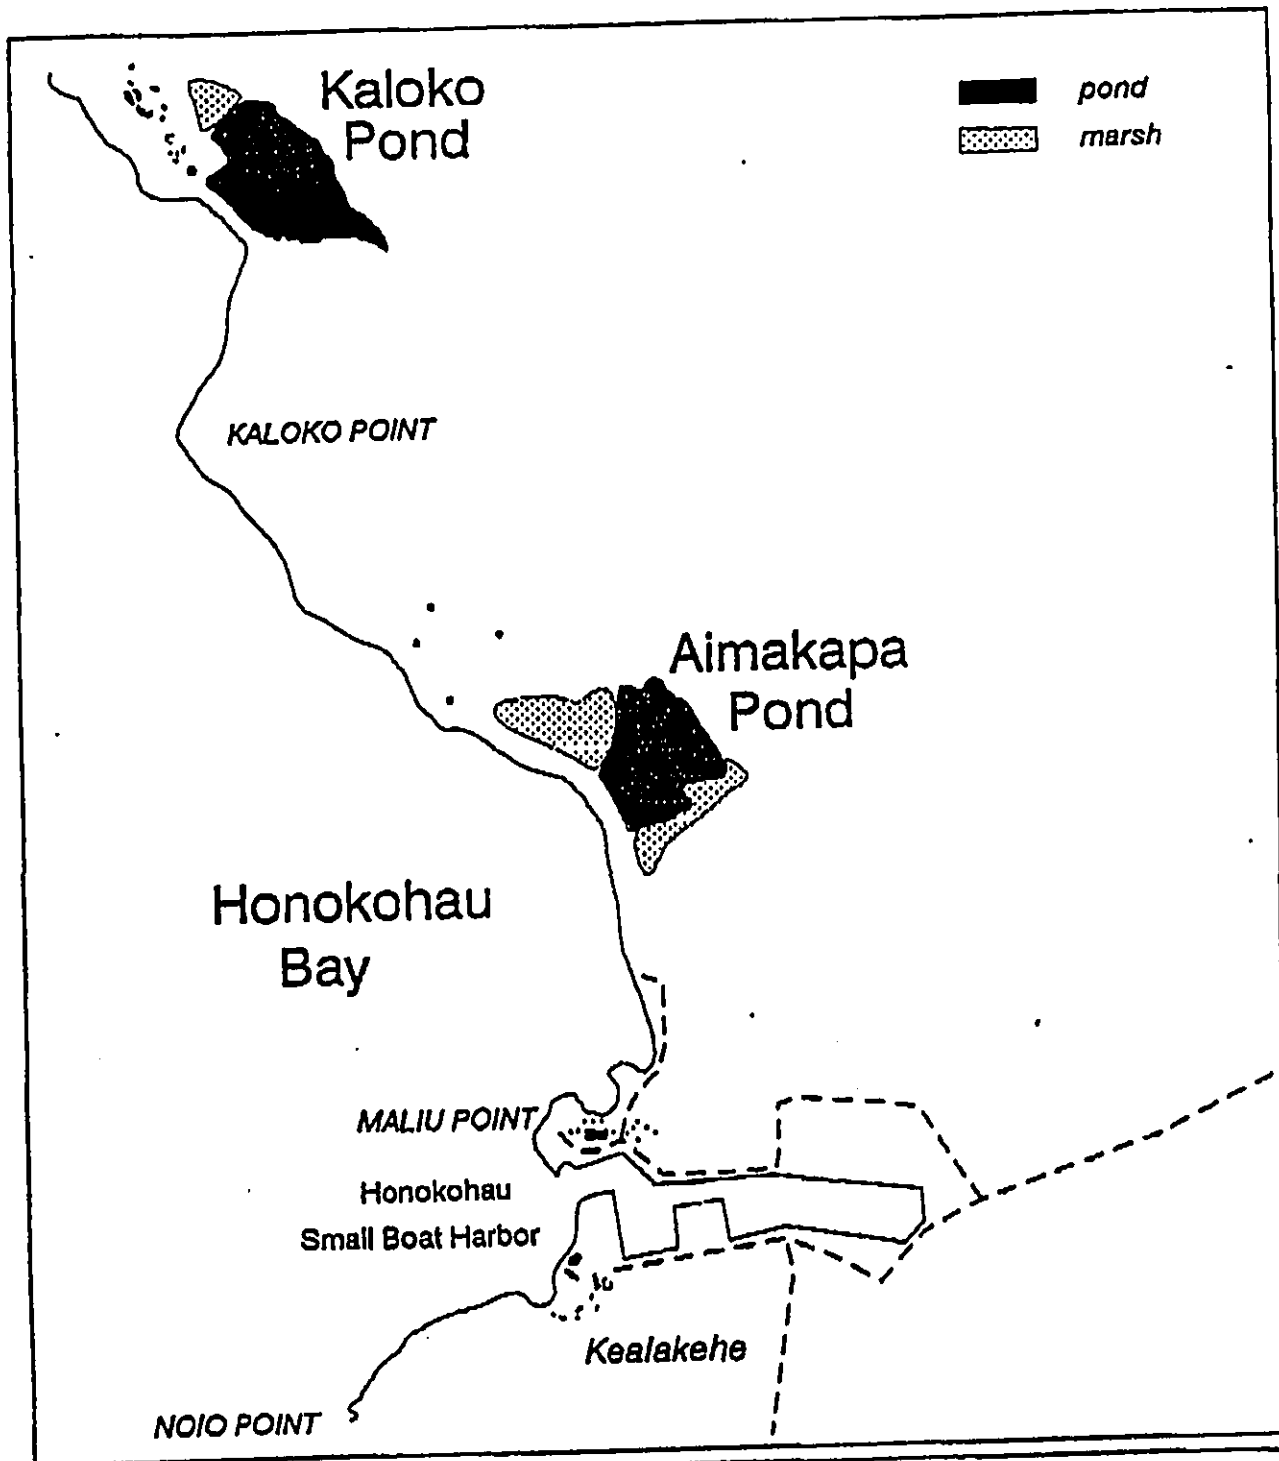 Kaloko
Pond
pond
marsh
KALOKO POINT
Aimakapa
Pond
Honokohau
Bay
MALIU POINT
Honokohau
Small Boat Harbor
Kealakehe
NOIO POINT